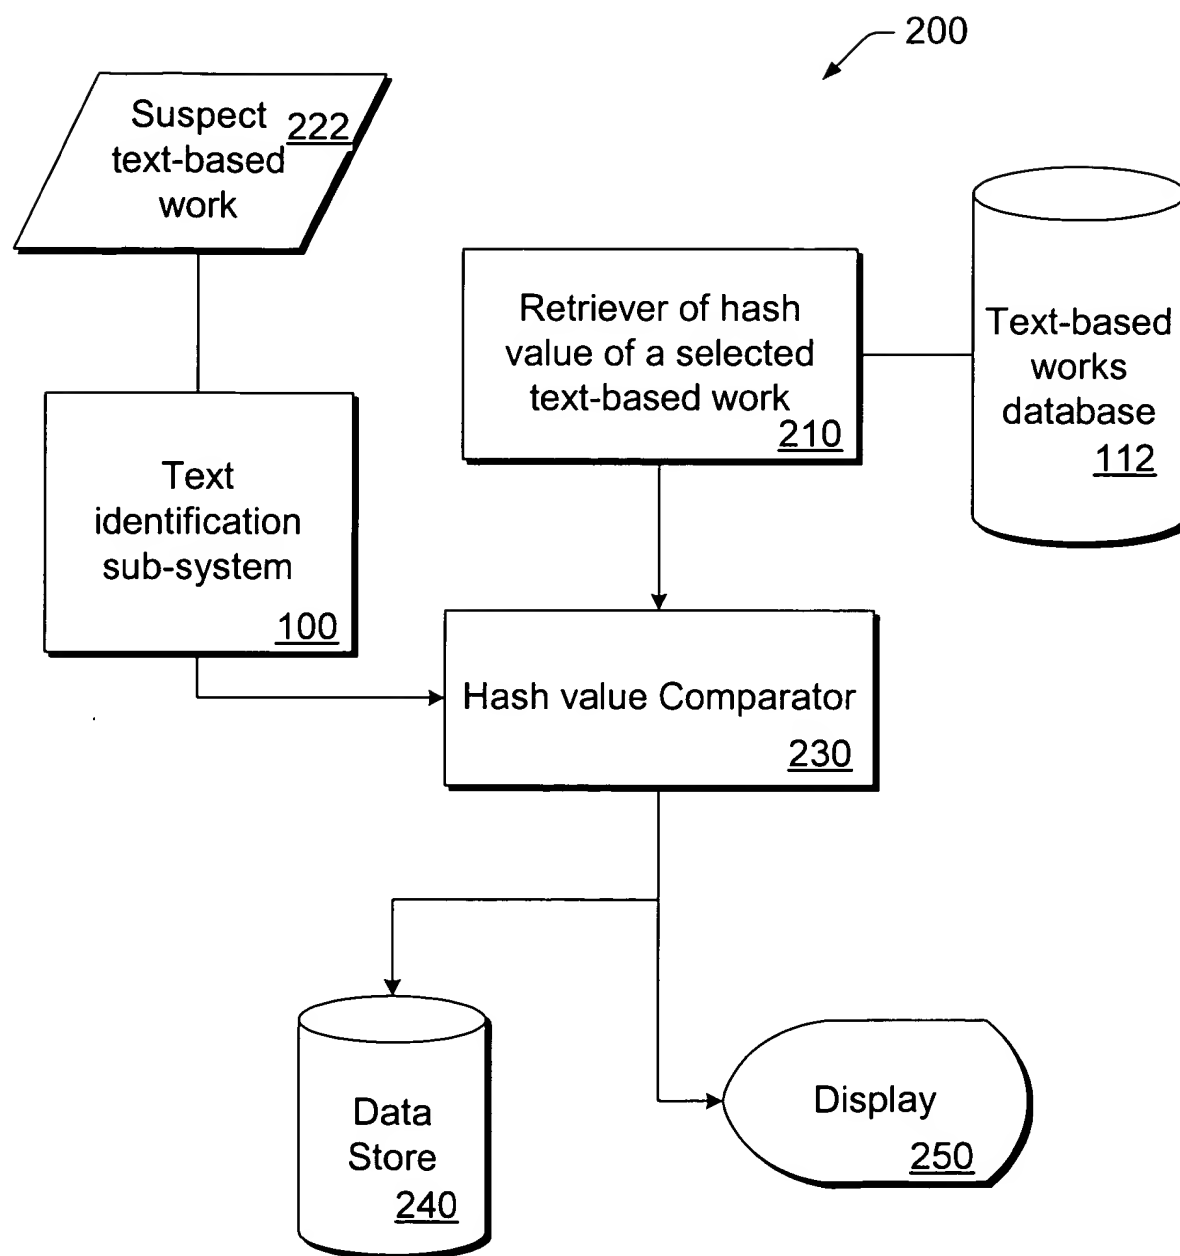 200
Suspect
222
text-based
work
Retriever of hash
value of a selected
text-based work
210
Text-based
works
database
112
Text
identification
sub-system
100
Hash value Comparator
230
Data
Store
240
Display
250